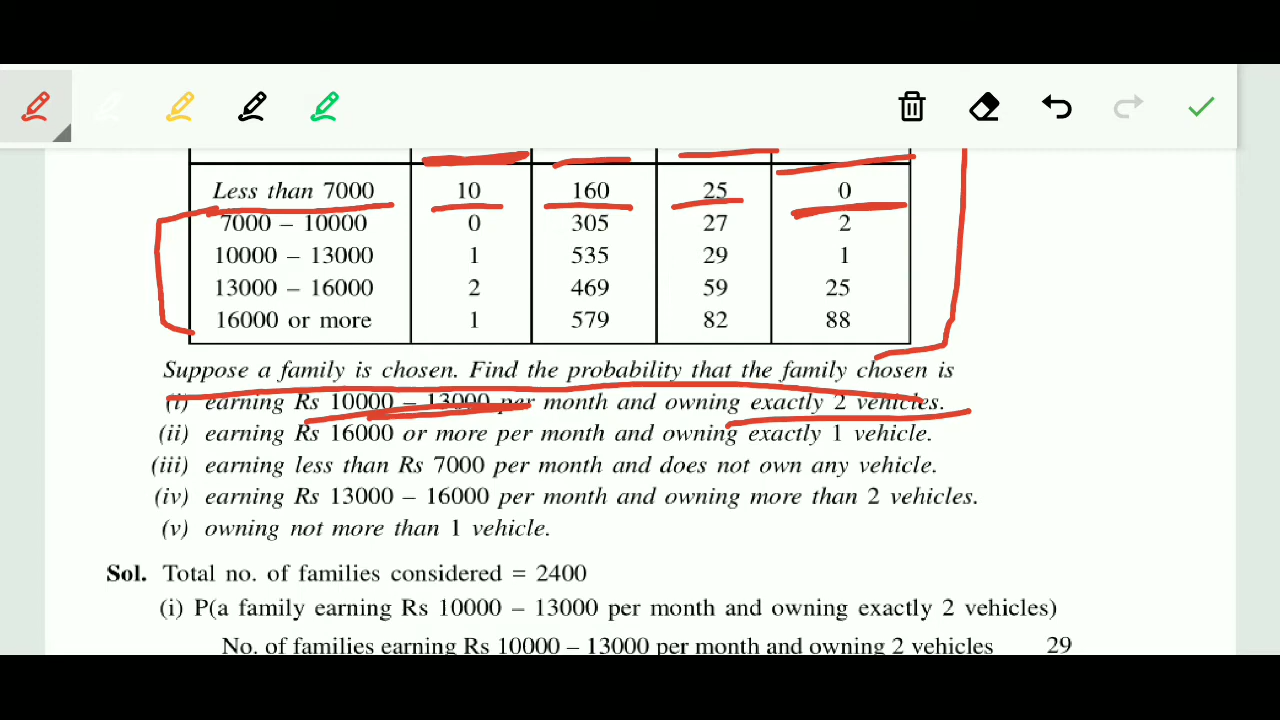 Less than 7000 10 160 25 0
7000 – 10000 0 305 27 2
10000 – 13000 1 535 29 1
13000 – 16000 2 469 59 25
16000 or more 1 579 82 88
Suppose a family is chosen. Find the probability that the family chosen is
(i) earning Rs 10000 – 13000 per month and owning exactly 2 vehicles.
(ii) earning Rs 16000 or more per month and owning exactly 1 vehicle.
(iii) earning less than Rs 7000 per month and does not own any vehicle.
(iv) earning Rs 13000 – 16000 per month and owning more than 2 vehicles.
(v) owning not more than 1 vehicle.
Sol. Total no. of families considered = 2400
(i) P(a family earning Rs 10000 – 13000 per month and owning exactly 2 vehicles)
No. of families earning Rs 10000 – 13000 per month and owning 2 vehicles 29